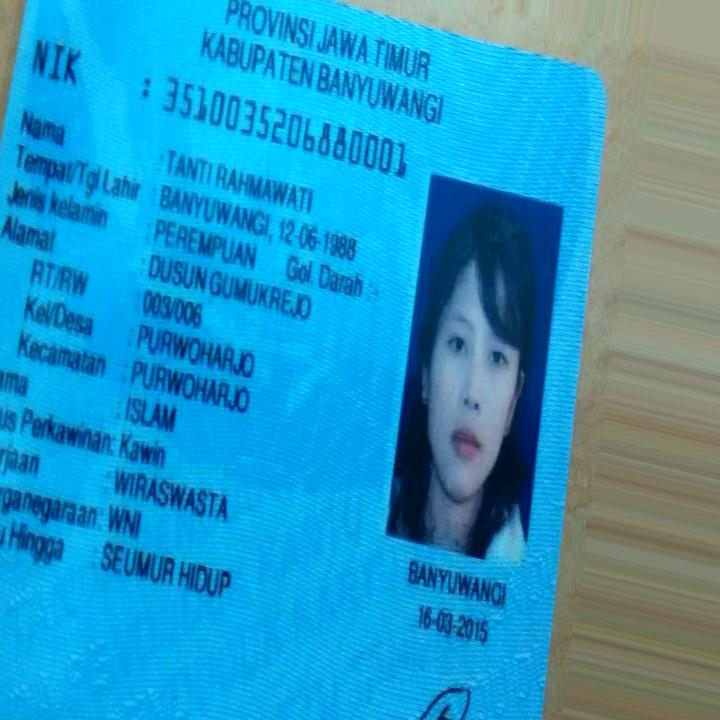 PROVINSI JAWA TIMUR
KABUPATEN BANYUWANGI
NIK : 3510035206880001
Nama : TANTI RAHMAWATI
Tempat/Tgl Lahir : BANYUWANGI, 12-06-1988
Jenis kelamin : PEREMPUAN Gol. Darah : -
Alamat : DUSUN GUMUKREJO
RT/RW : 003/006
Kel/Desa : PURWOHARJO
Kecamatan : PURWOHARJO
ama : ISLAM
us Perkawinan: Kawin
rjaan : WIRASWASTA
rganegaraan: WNI
u Hingga : SEUMUR HIDUP
BANYUWANGI
16-03-2015